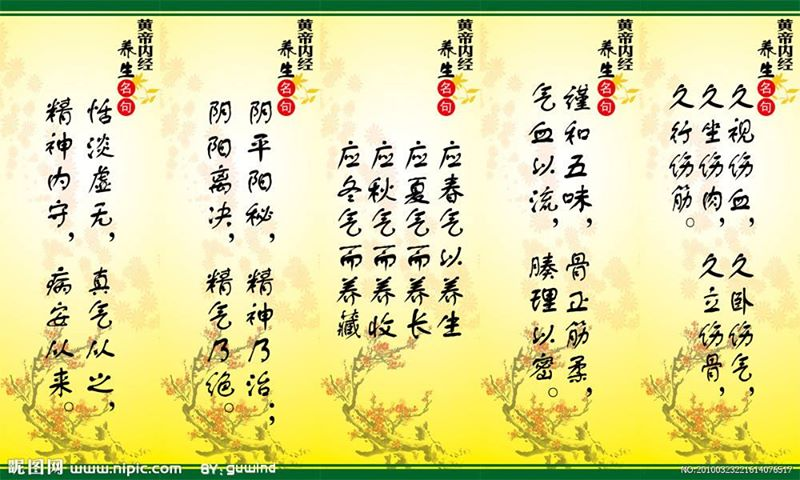 黄帝内经
养生名句
恬淡虚无，真气从之，
精神内守，病安从来。
黄帝内经
养生名句
阴平阳秘，精神乃治；
阴阳离决，精气乃绝。
黄帝内经
养生名句
应春气以养生
应夏气而养长
应秋气而养收
应冬气而养藏
黄帝内经
养生名句
谨和五味，骨正筋柔，
气血以流，腠理以密。
黄帝内经
养生名句
久视伤血，久卧伤气，
久坐伤肉，久立伤骨，
久行伤筋。
昵图网 www.nipic.com BY: guwind
NO:20100323221614076517